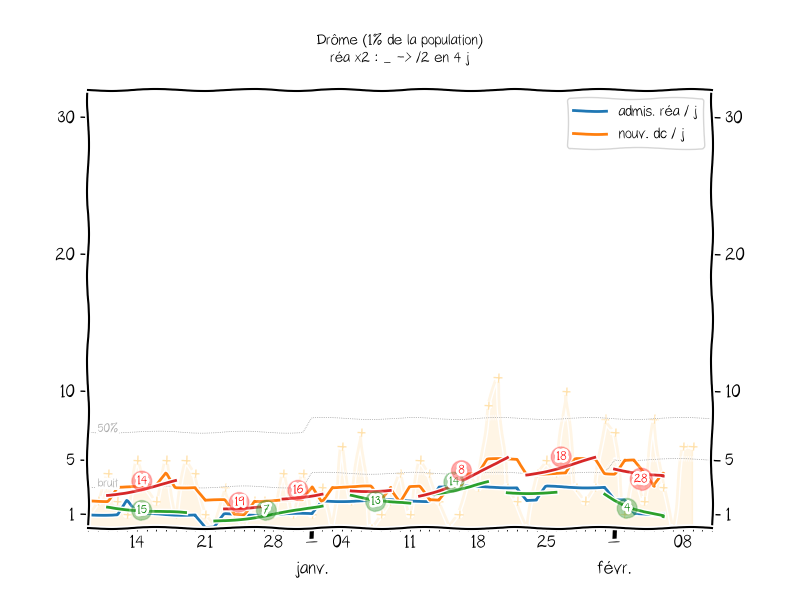 Drôme (1% de la population)
réa x2 : _ -> /2 en 4 j
admis. réa / j
nouv. dc / j
30 30
20 20
10 10
50%
5 5
bruit
1 1
14 19 16 8 18 28
15 7 13 14 4
14 21 28 04 11 18 25 08
janv. févr.